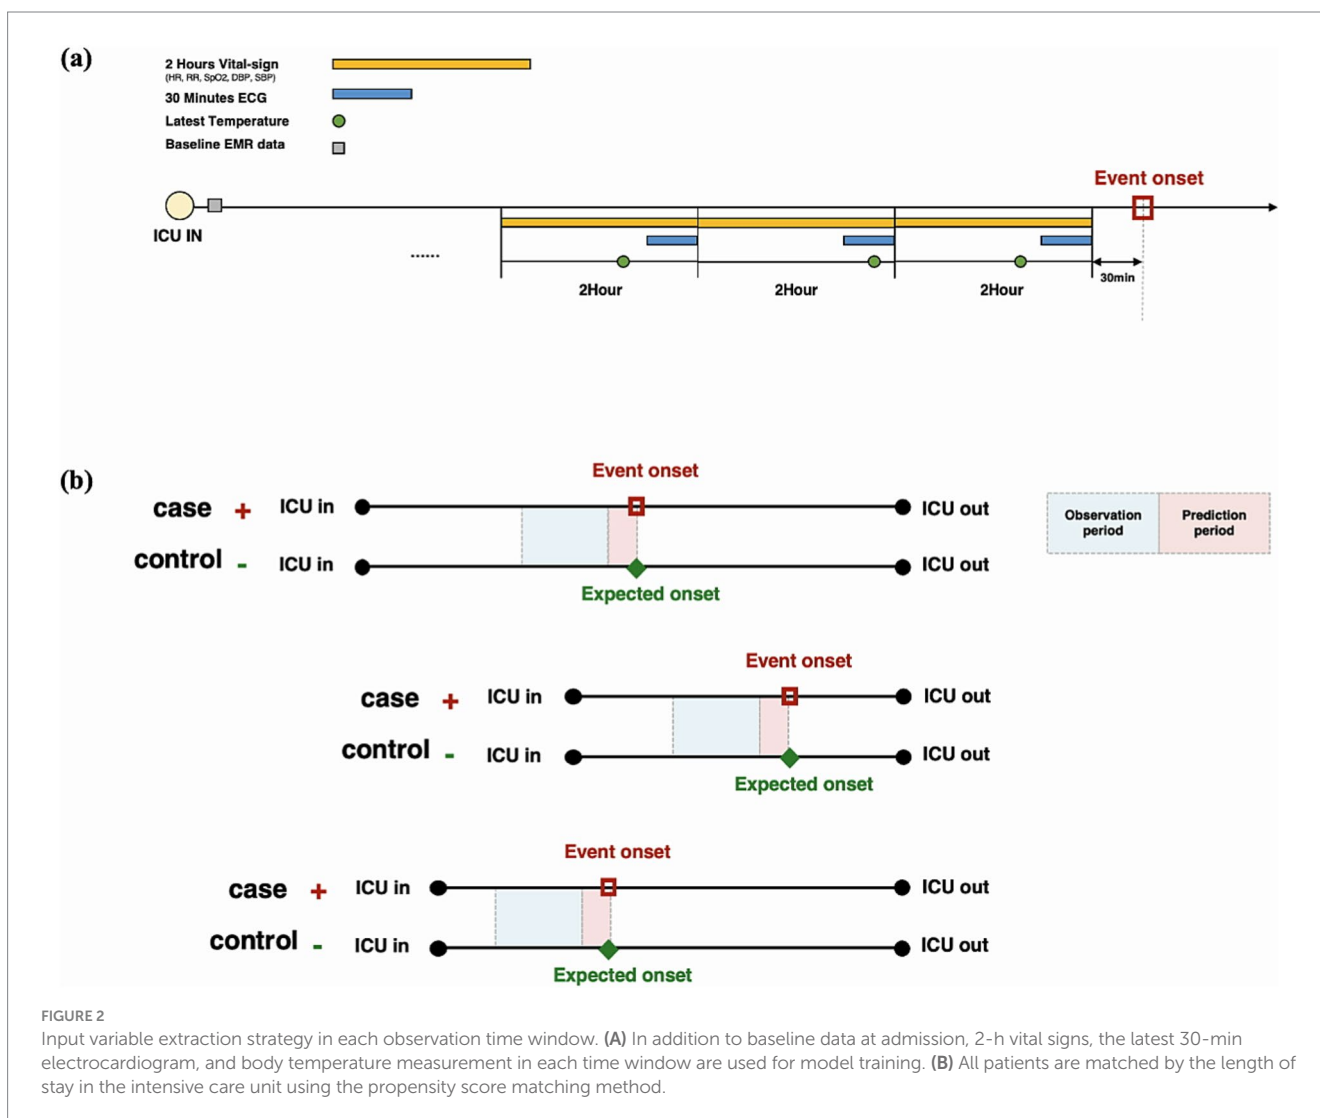 (a)
2 Hours Vital-sign
(HR, RR, SpO2, DBP, SBP)
30 Minutes ECG
Latest Temperature
Baseline EMR data
Event onset
ICU IN
......
30min
2Hour 2Hour 2Hour
(b)
Event onset
case + ICU in ICU out
control - ICU in ICU out
Expected onset
Observation period
Prediction period
Event onset
case + ICU in ICU out
control - ICU in ICU out
Expected onset
Event onset
case + ICU in ICU out
control - ICU in ICU out
Expected onset
FIGURE 2
Input variable extraction strategy in each observation time window. (A) In addition to baseline data at admission, 2-h vital signs, the latest 30-min
electrocardiogram, and body temperature measurement in each time window are used for model training. (B) All patients are matched by the length of
stay in the intensive care unit using the propensity score matching method.